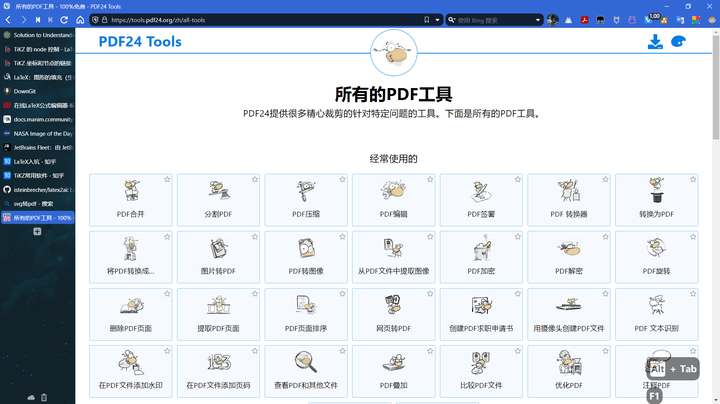 所有的PDF工具 - 100%免费 - PDF24 Tools
https://tools.pdf24.org/zh/all-tools
使用 Bing 搜索
1.00
Solution to Understand
TikZ 的 node 控制 - LaT
TikZ 坐标和节点的链接
LaTeX：图形的填充（生
DownGit
在线LaTeX公式编辑器-6
docs.manim.community
NASA Image of the Day
JetBrains Fleet：由 JetB
LaTeX入坑 - 知乎
TikZ常用软件 - 知乎
isteinbrecher/latex2ai: L
svg转pdf - 搜索
所有的PDF工具 - 100%
PDF24 Tools
所有的PDF工具
PDF24提供很多精心裁剪的针对特定问题的工具。下面是所有的PDF工具。
经常使用的
PDF合并
分割PDF
PDF压缩
PDF编辑
PDF签署
PDF 转换器
转换为PDF
将PDF转换成...
图片转PDF
PDF转图像
从PDF文件中提取图像
PDF加密
PDF解密
PDF旋转
删除PDF页面
提取PDF页面
PDF页面排序
网页转PDF
创建PDF求职申请书
用摄像头创建PDF文件
PDF 文本识别
在PDF文件添加水印
在PDF文件添加页码
查看PDF和其他文件
PDF叠加
比较PDF文件
优化PDF
注释PDF
Alt + Tab
F1